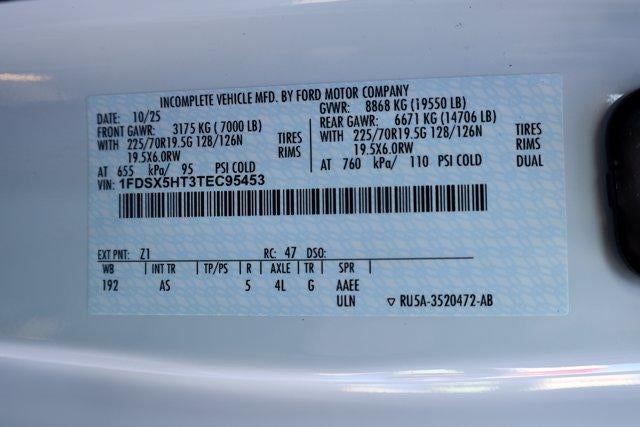 INCOMPLETE VEHICLE MFD. BY FORD MOTOR COMPANY
DATE: 10/25 GVWR: 8868 KG (19550 LB)
FRONT GAWR: 3175 KG (7000 LB) REAR GAWR: 6671 KG (14706 LB)
WITH 225/70R19.5G 128/126N TIRES WITH 225/70R19.5G 128/126N TIRES
19.5X6.0RW RIMS 19.5X6.0RW RIMS
AT 655 kPa/ 95 PSI COLD AT 760 kPa/ 110 PSI COLD DUAL
VIN: 1FDSX5HT3TEC95453
EXT PNT: Z1 RC: 47 DSO:
WB INT TR TP/PS R AXLE TR SPR
192 AS 5 4L G AAEE
ULN ▽ RU5A-3520472-AB